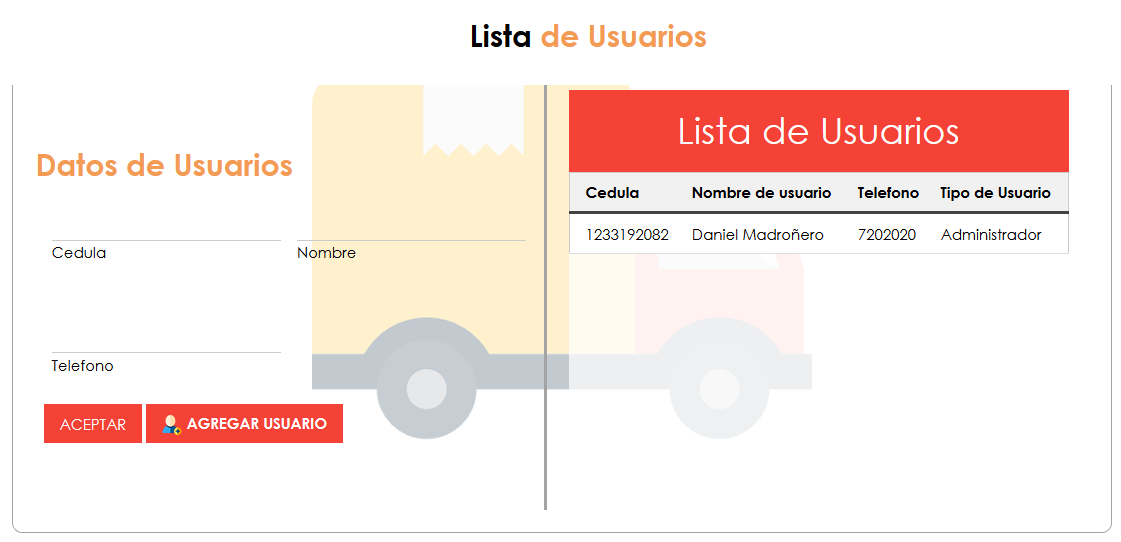 Lista de Usuarios
Datos de Usuarios
Cedula Nombre
Telefono
ACEPTAR AGREGAR USUARIO
Lista de Usuarios
Cedula Nombre de usuario Telefono Tipo de Usuario
1233192082 Daniel Madroñero 7202020 Administrador